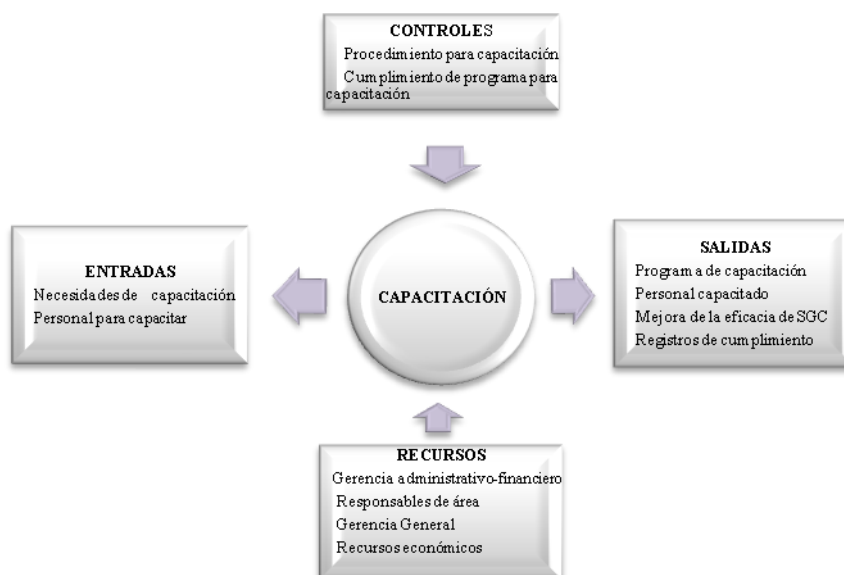 CONTROLES
Procedimiento para capacitación
Cumplimiento de programa para
capacitación
ENTRADAS
Necesidades de capacitación
Personal para capacitar
CAPACITACIÓN
SALIDAS
Programa de capacitación
Personal capacitado
Mejora de la eficacia de SGC
Registros de cumplimiento
RECURSOS
Gerencia administrativo-financiero
Responsables de área
Gerencia General
Recursos económicos